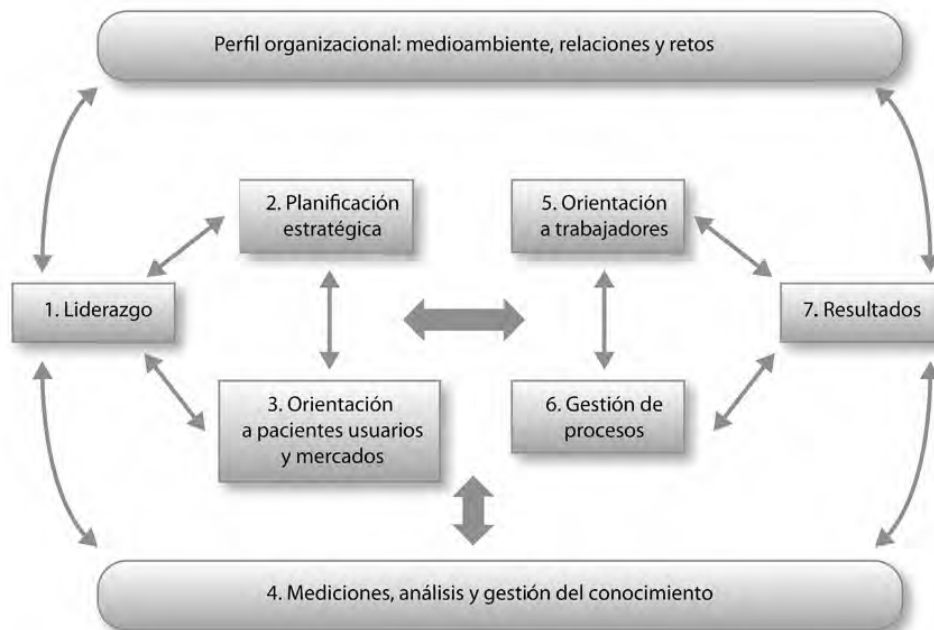 Perfil organizacional: medioambiente, relaciones y retos
2. Planificación
estratégica
5. Orientación
a trabajadores
1. Liderazgo
7. Resultados
3. Orientación
a pacientes usuarios
y mercados
6. Gestión de
procesos
4. Mediciones, análisis y gestión del conocimiento